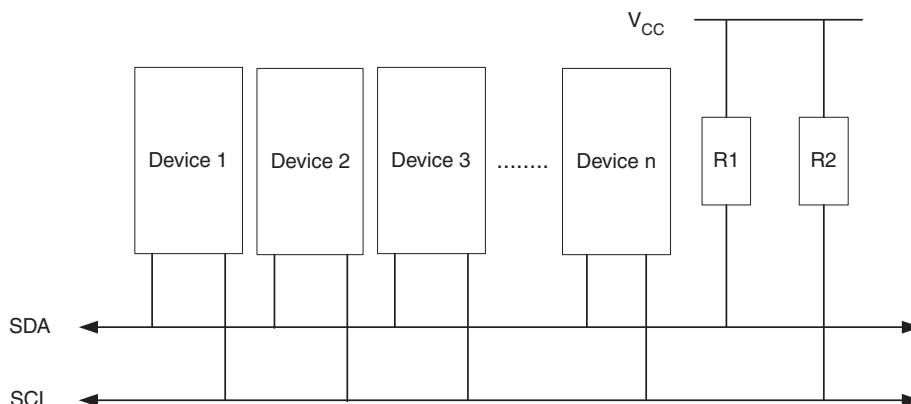 VCC
Device 1
Device 2
Device 3
........
Device n
R1
R2
SDA
SCL